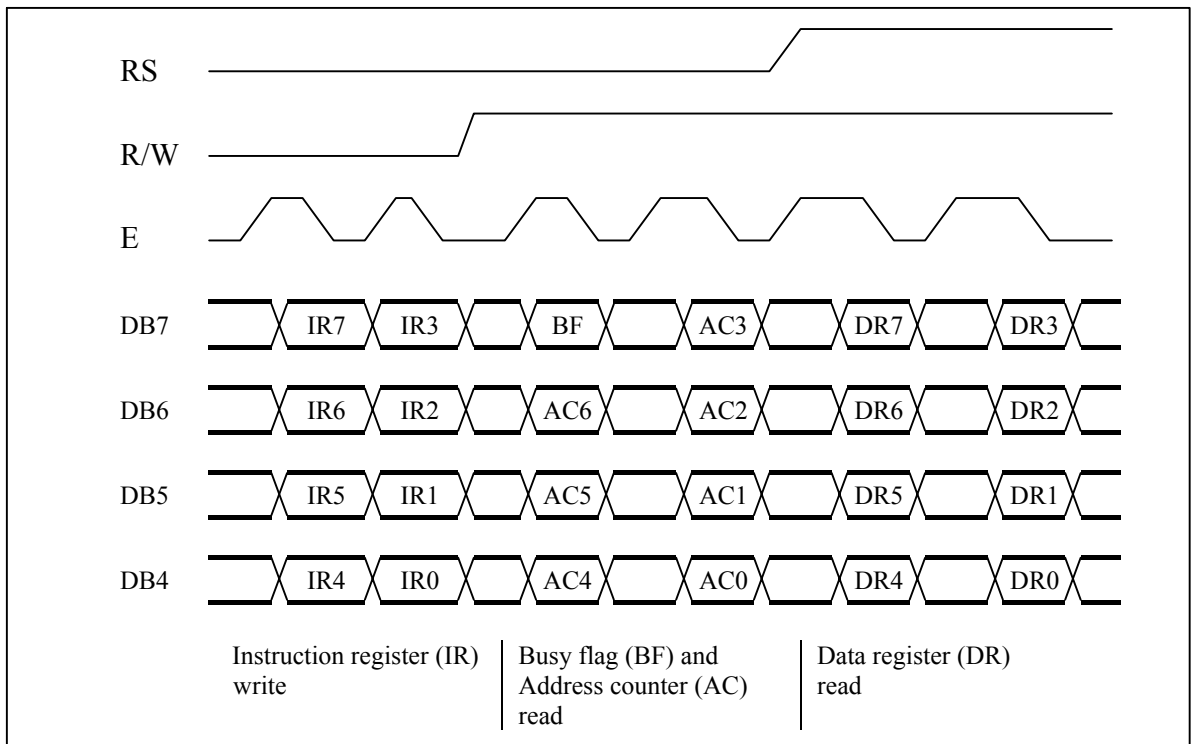 RS
R/W
E
DB7 IR7 IR3 BF AC3 DR7 DR3
DB6 IR6 IR2 AC6 AC2 DR6 DR2
DB5 IR5 IR1 AC5 AC1 DR5 DR1
DB4 IR4 IR0 AC4 AC0 DR4 DR0
Instruction register (IR)
write
Busy flag (BF) and
Address counter (AC)
read
Data register (DR)
read